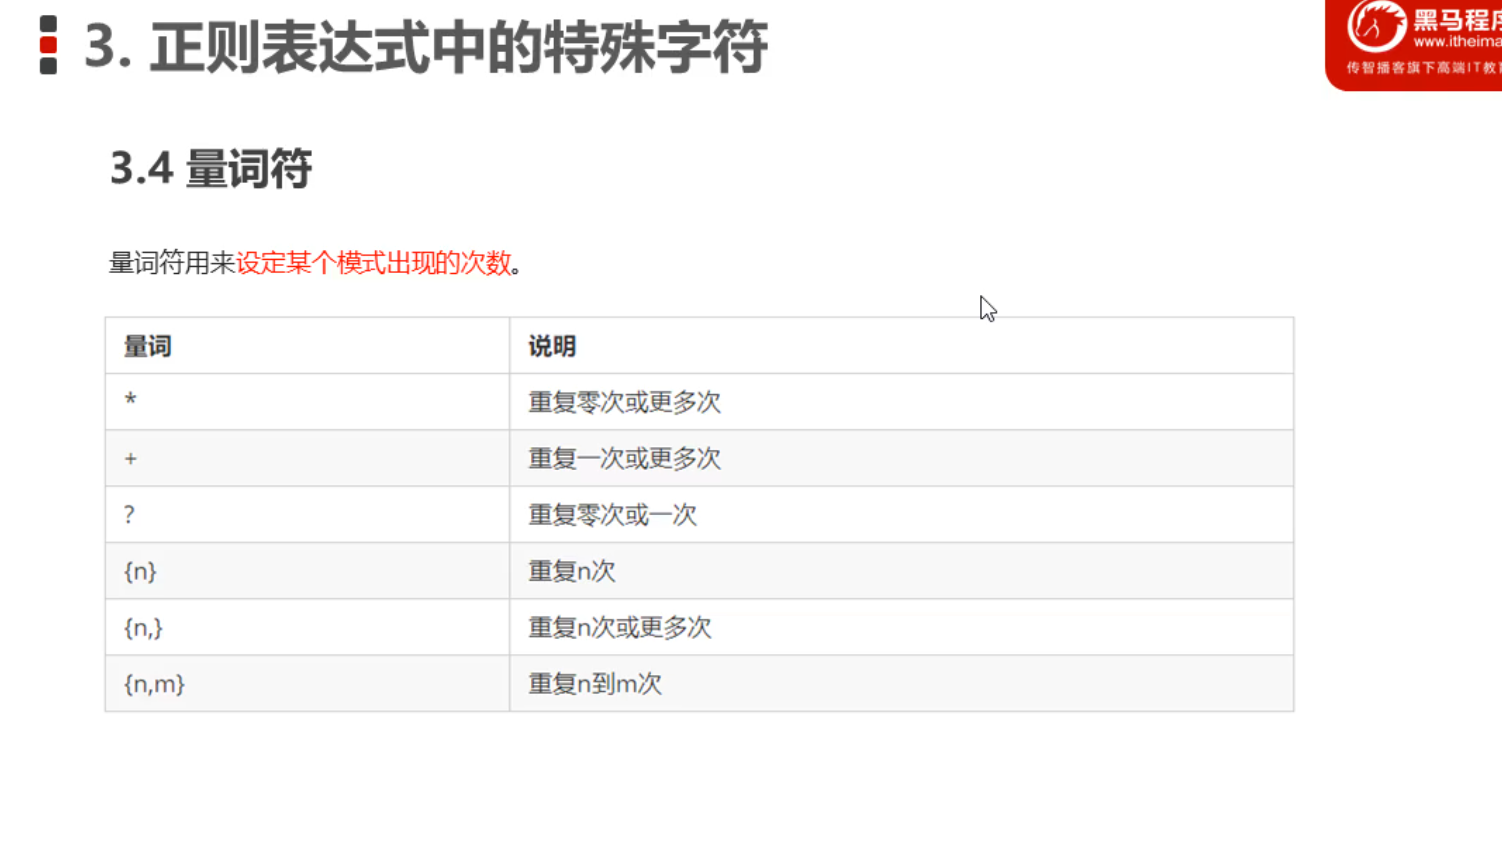 3. 正则表达式中的特殊字符
黑马程序
www.itheima
传智播客旗下高端IT教育
3.4 量词符
量词符用来设定某个模式出现的次数。
量词 说明
* 重复零次或更多次
+ 重复一次或更多次
? 重复零次或一次
{n} 重复n次
{n,} 重复n次或更多次
{n,m} 重复n到m次